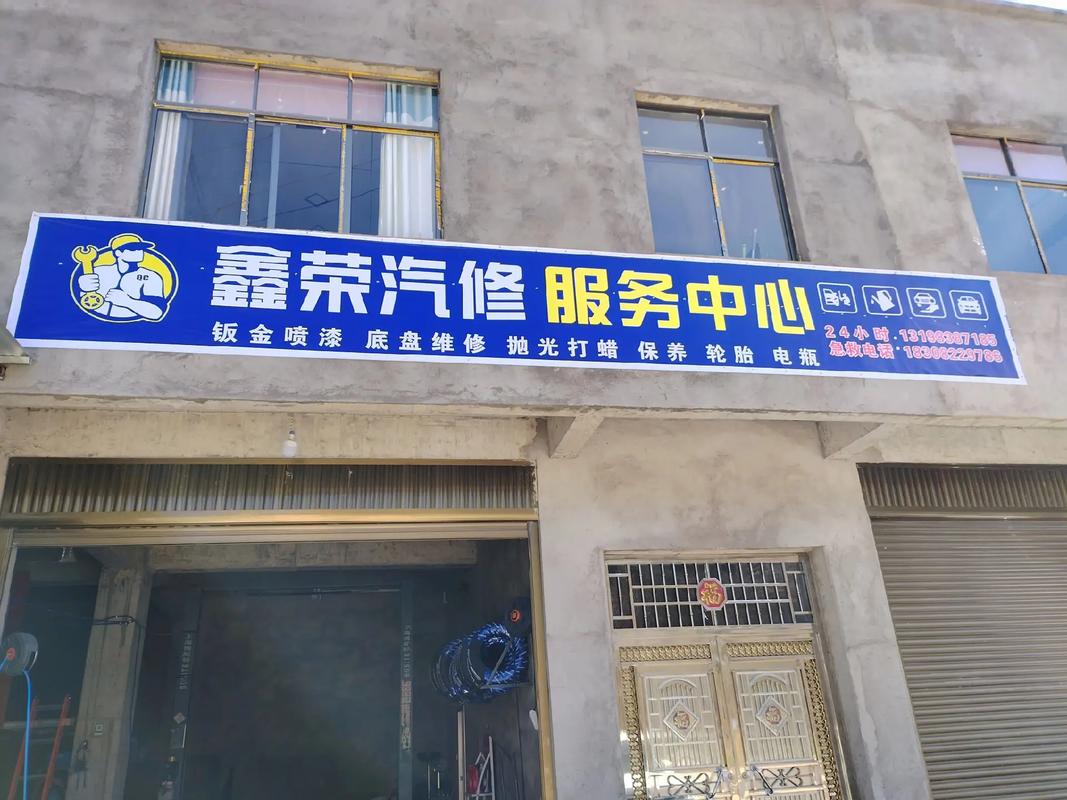 鑫荣汽修 服务中心
QC
钣金喷漆 底盘维修 抛光打蜡 保养 轮胎 电瓶
24小时
急救电话
福